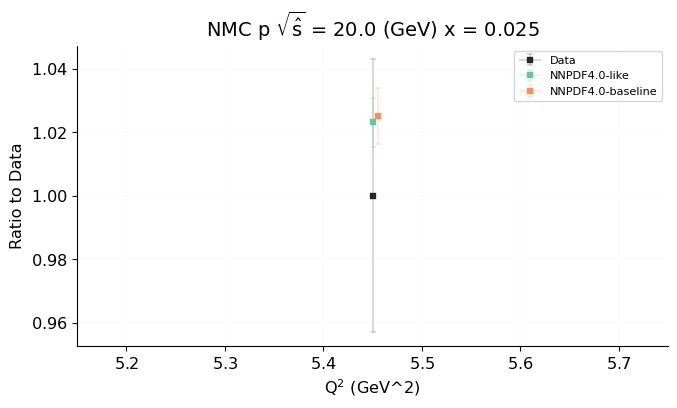 NMC p √ŝ = 20.0 (GeV) x = 0.025
Data
NNPDF4.0-like
NNPDF4.0-baseline
Ratio to Data
1.04
1.02
1.00
0.98
0.96
5.2 5.3 5.4 5.5 5.6 5.7
Q² (GeV^2)